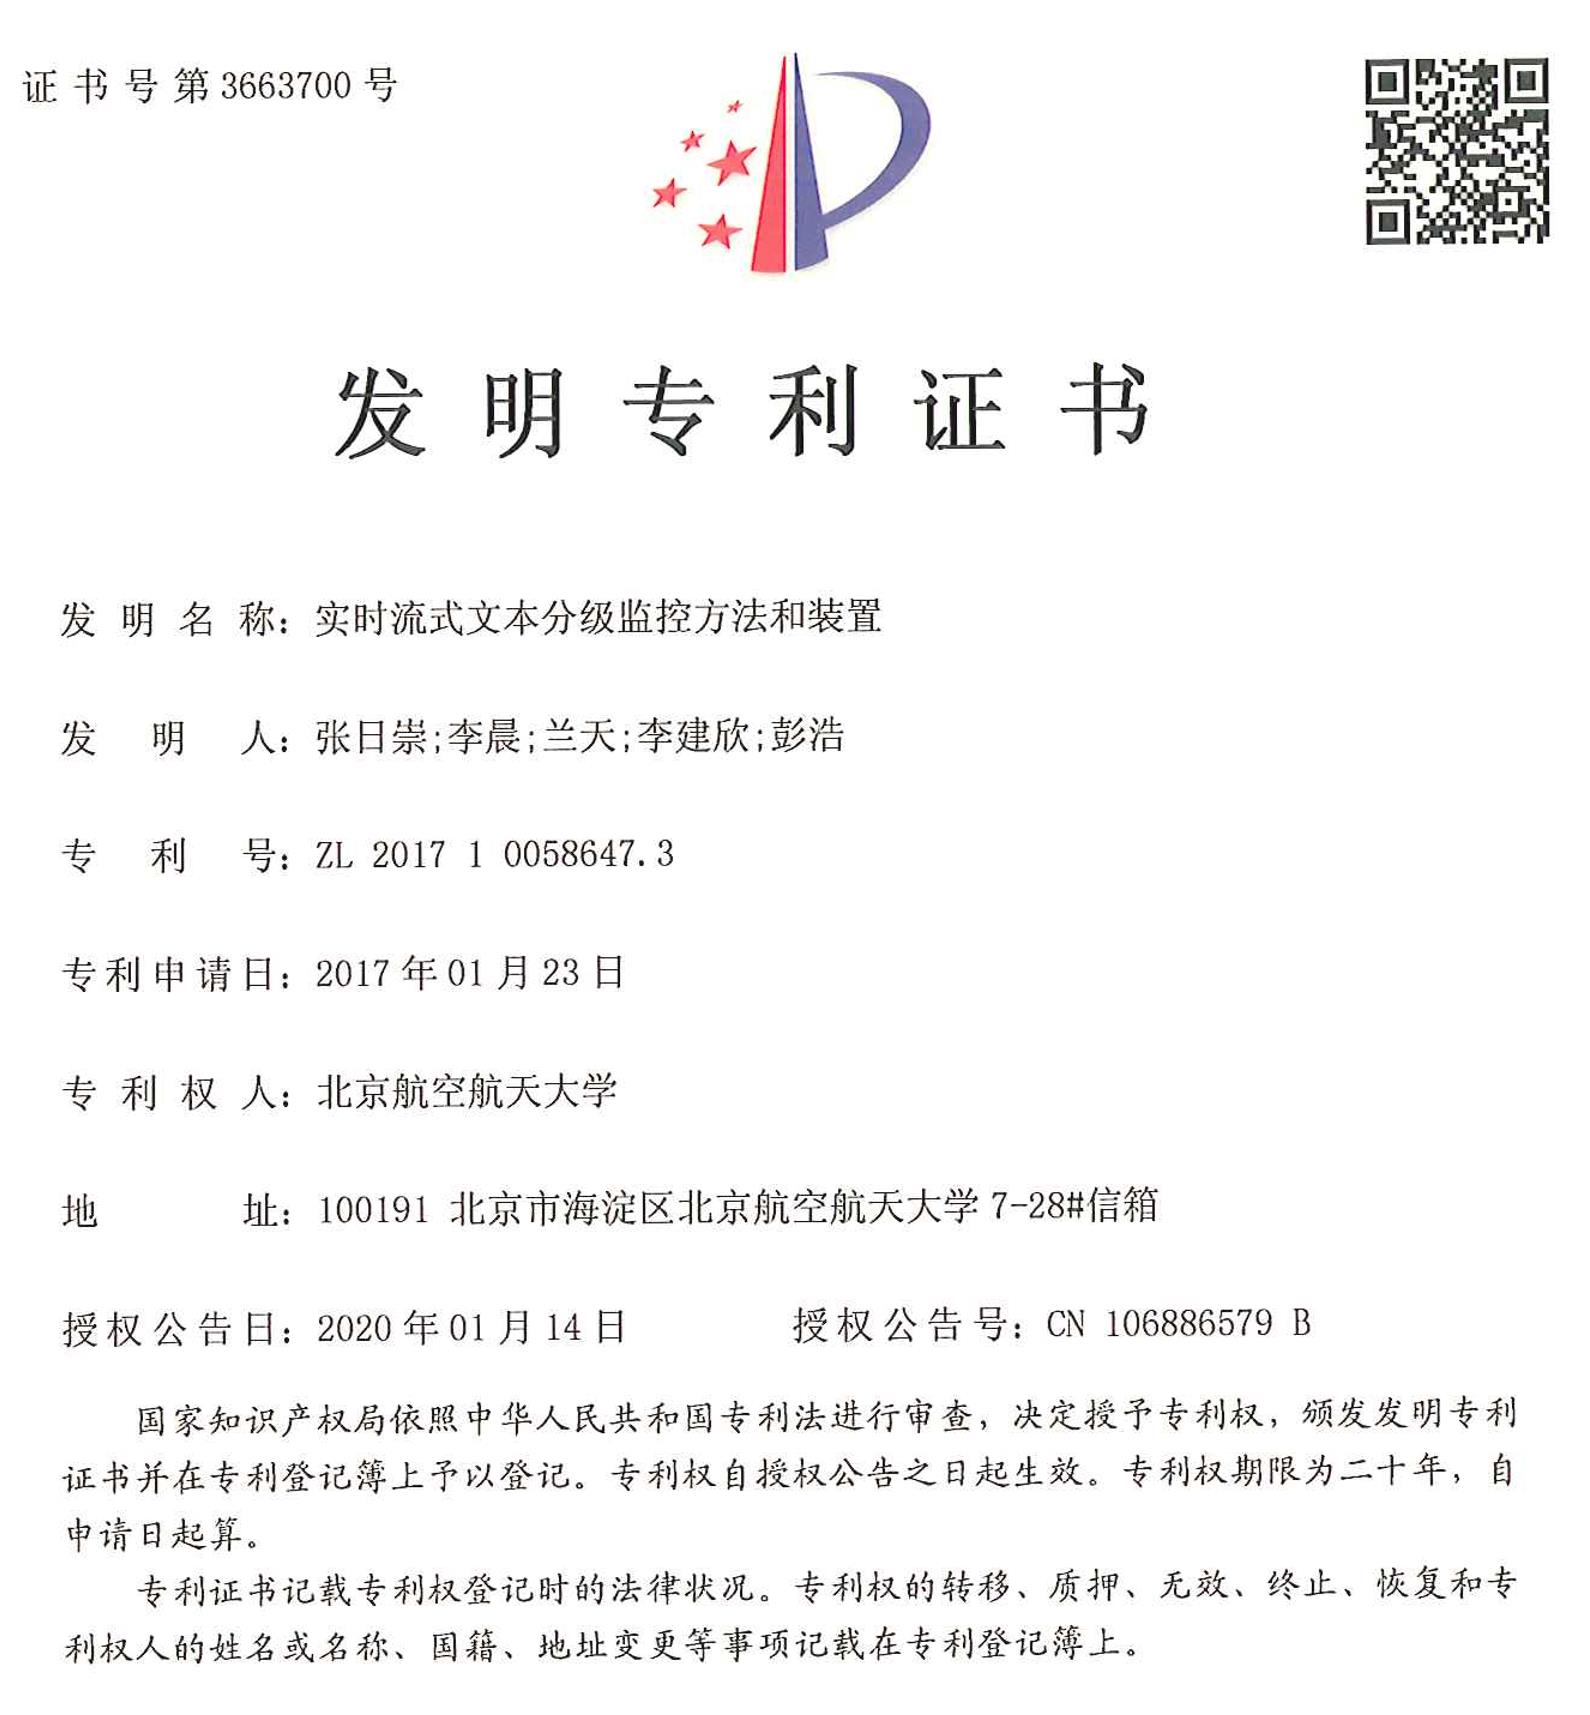 证书号第3663700号
发明专利证书
发明名称：实时流式文本分级监控方法和装置
发明人：张日崇;李晨;兰天;李建欣;彭浩
专利号：ZL 2017 1 0058647.3
专利申请日：2017年01月23日
专利权人：北京航空航天大学
地址：100191 北京市海淀区北京航空航天大学7-28#信箱
授权公告日：2020年01月14日 授权公告号：CN 106886579 B
国家知识产权局依照中华人民共和国专利法进行审查，决定授予专利权，颁发发明专利
证书并在专利登记簿上予以登记。专利权自授权公告之日起生效。专利权期限为二十年，自
申请日起算。
专利证书记载专利权登记时的法律状况。专利权的转移、质押、无效、终止、恢复和专
利权人的姓名或名称、国籍、地址变更等事项记载在专利登记簿上。